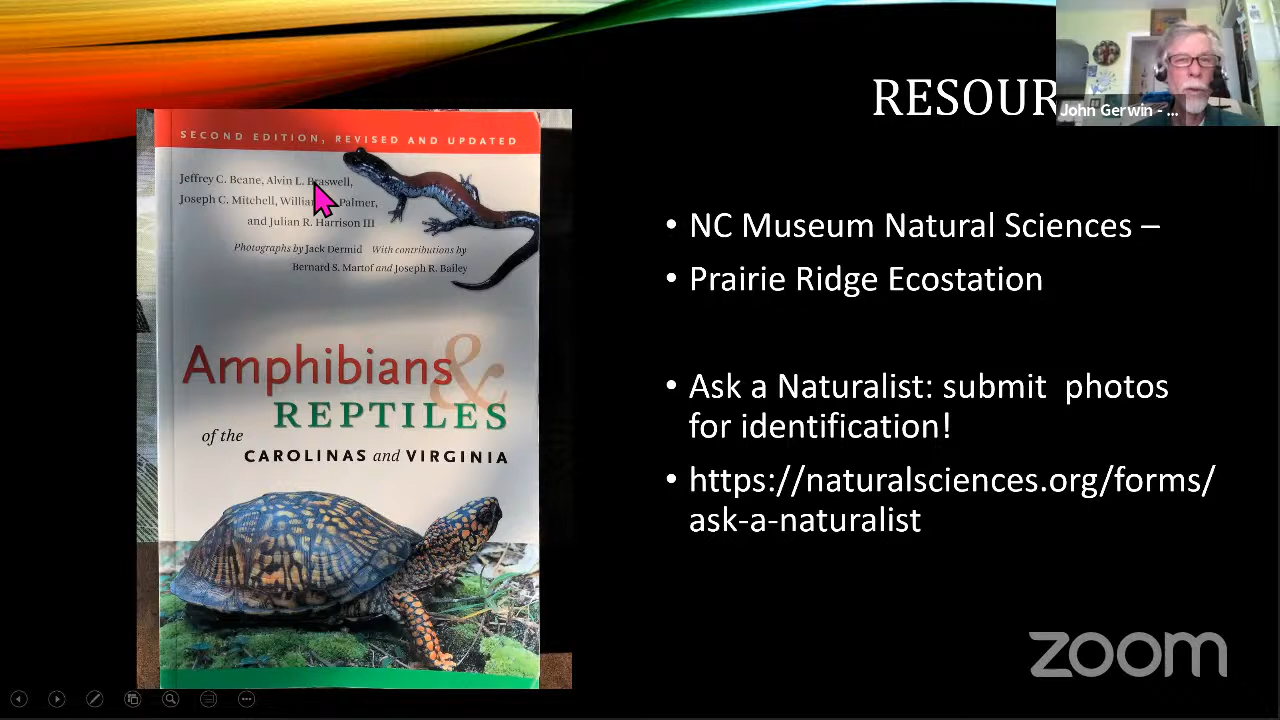 RESOUR
John Gerwin - ...
SECOND EDITION, REVISED AND UPDATED
Jeffrey C. Beane, Alvin L. Braswell,
Joseph C. Mitchell, William Palmer,
and Julian R. Harrison III
Photographs by Jack Dermid With contributions by
Bernard S. Martof and Joseph R. Bailey
Amphibians &
REPTILES
of the
CAROLINAS and VIRGINIA
• NC Museum Natural Sciences –
• Prairie Ridge Ecostation
• Ask a Naturalist: submit photos
for identification!
• https://naturalsciences.org/forms/
ask-a-naturalist
zoom